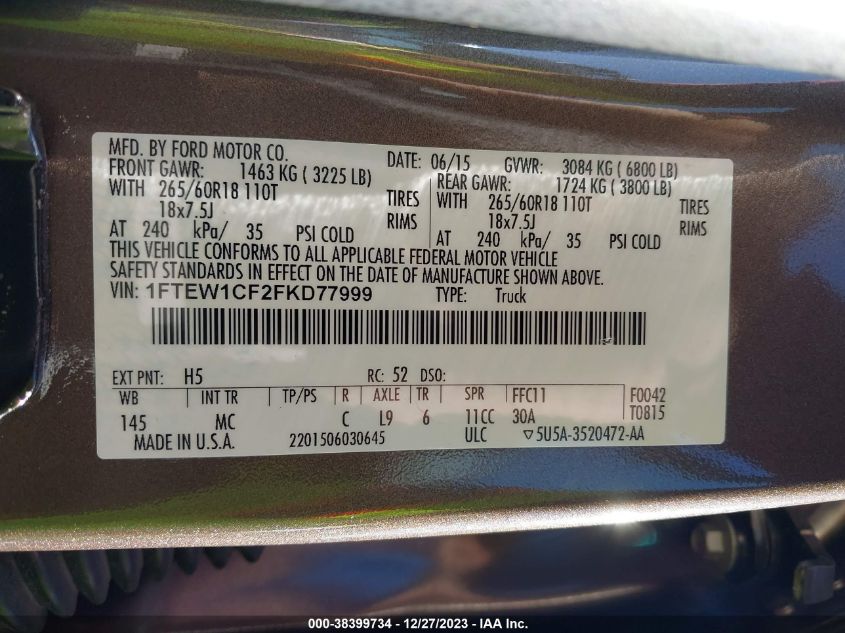 MFD. BY FORD MOTOR CO. DATE: 06/15 GVWR: 3084 KG ( 6800 LB)
FRONT GAWR: 1463 KG ( 3225 LB) REAR GAWR: 1724 KG ( 3800 LB)
WITH 265/60R18 110T TIRES WITH 265/60R18 110T TIRES
18x7.5J RIMS 18x7.5J RIMS
AT 240 kPa/ 35 PSI COLD AT 240 kPa/ 35 PSI COLD
THIS VEHICLE CONFORMS TO ALL APPLICABLE FEDERAL MOTOR VEHICLE
SAFETY STANDARDS IN EFFECT ON THE DATE OF MANUFACTURE SHOWN ABOVE.
VIN: 1FTEW1CF2FKD77999 TYPE: Truck
EXT PNT: H5 RC: 52 DSO:
WB INT TR TP/PS R AXLE TR SPR FFC11 F0042
145 MC C L9 6 11CC 30A T0815
MADE IN U.S.A. 2201506030645 ULC ▽5U5A-3520472-AA
000-38399734 - 12/27/2023 - IAA Inc.